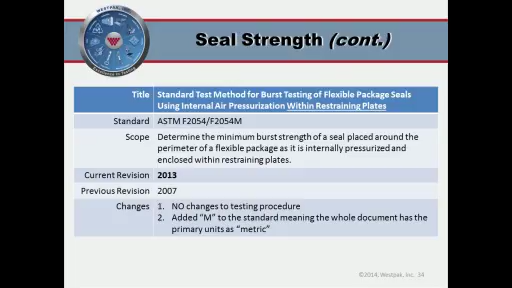 WESTPAK, INC.
Seal Strength (cont.)
Title Standard Test Method for Burst Testing of Flexible Package Seals
Using Internal Air Pressurization Within Restraining Plates
Standard ASTM F2054/F2054M
Scope Determine the minimum burst strength of a seal placed around the
perimeter of a flexible package as it is internally pressurized and
enclosed within restraining plates.
Current Revision 2013
Previous Revision 2007
Changes 1. NO changes to testing procedure
2. Added “M” to the standard meaning the whole document has the
primary units as “metric”
©2014, Westpak, Inc. 34